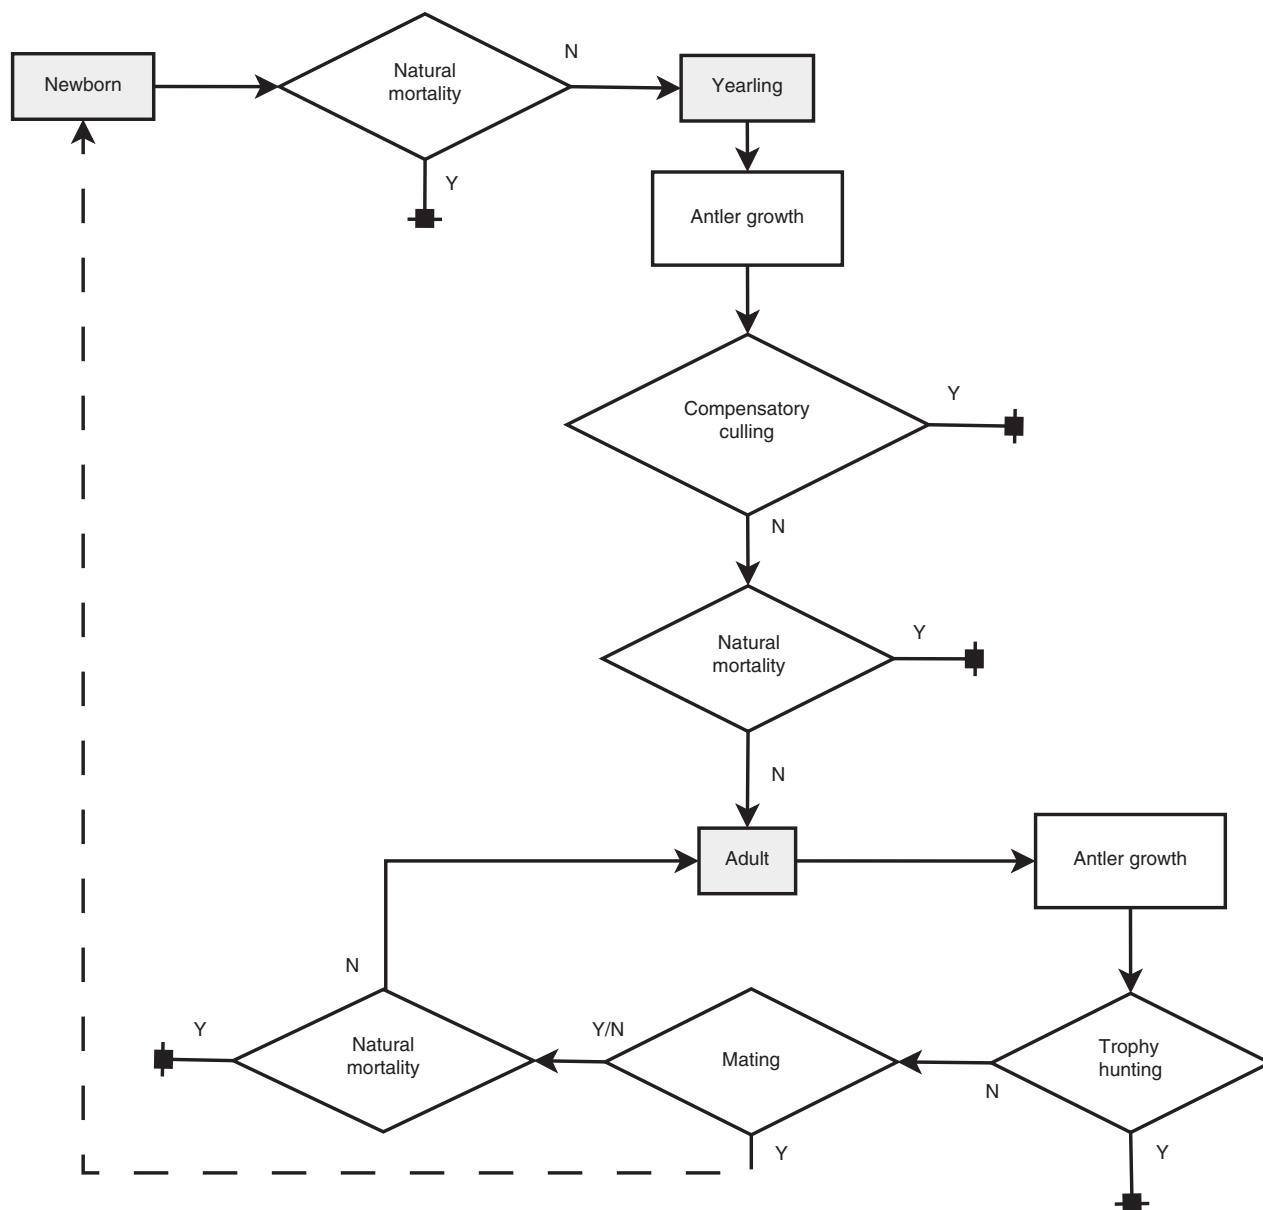 Newborn
Natural
mortality
N
Yearling
Y
Antler growth
Compensatory
culling
Y
N
Natural
mortality
Y
N
Adult
Antler growth
N
Y
Natural
mortality
Y/N
Mating
Y
Trophy
hunting
N
Y